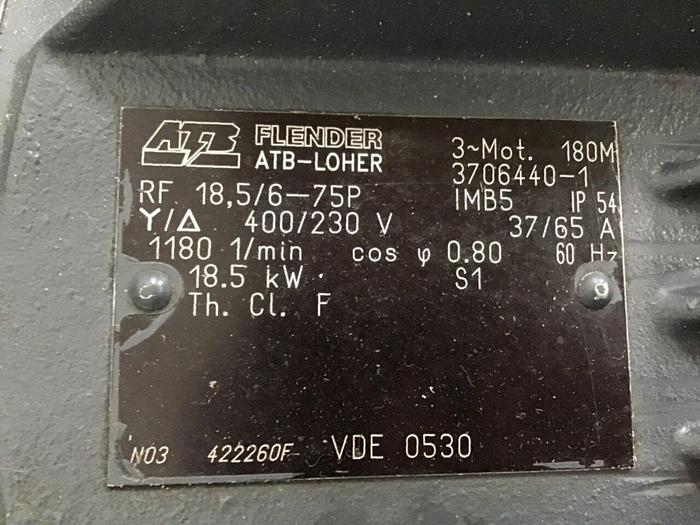 ATB FLENDER
ATB-LOHER
3~Mot. 180M
3706440-1
RF 18,5/6-75P IMB5 IP 54
Y/Δ 400/230 V 37/65 A
1180 1/min cos φ 0.80 60 Hz
18.5 kW S1
Th. Cl. F
N03 422260F VDE 0530